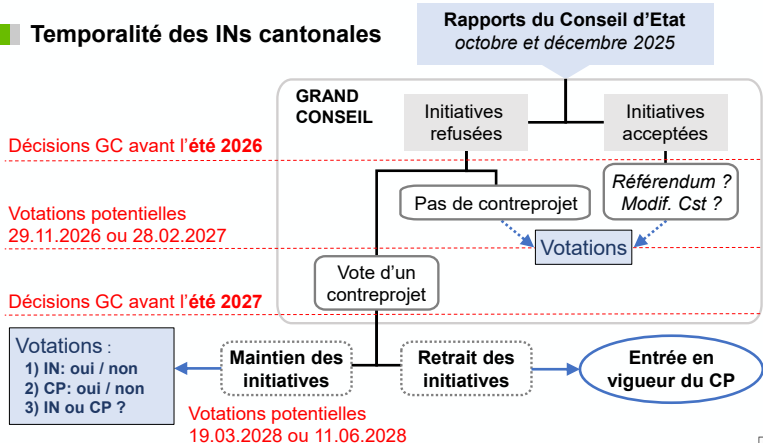 Temporalité des INs cantonales
Rapports du Conseil d'Etat
octobre et décembre 2025
GRAND
CONSEIL
Initiatives
refusées
Initiatives
acceptées
Décisions GC avant l'été 2026
Pas de contreprojet
Référendum ?
Modif. Cst ?
Votations potentielles
29.11.2026 ou 28.02.2027
Votations
Vote d'un
contreprojet
Décisions GC avant l'été 2027
Votations :
1) IN: oui / non
2) CP: oui / non
3) IN ou CP ?
Maintien des
initiatives
Retrait des
initiatives
Entrée en
vigueur du CP
Votations potentielles
19.03.2028 ou 11.06.2028